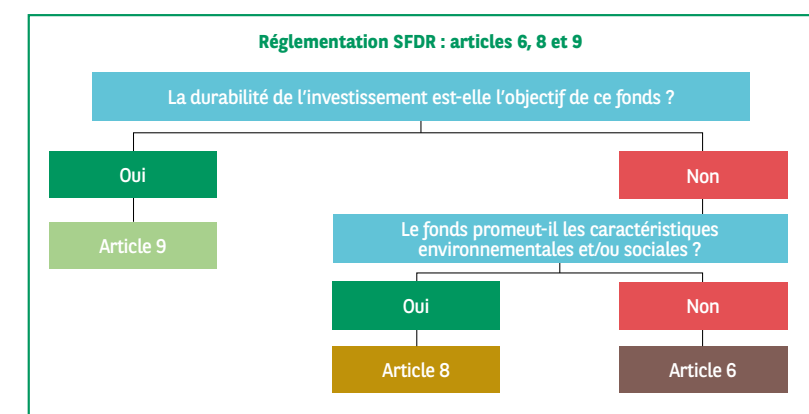 Réglementation SFDR : articles 6, 8 et 9
La durabilité de l'investissement est-elle l'objectif de ce fonds ?
Oui
Non
Article 9
Le fonds promeut-il les caractéristiques
environnementales et/ou sociales ?
Oui
Non
Article 8
Article 6